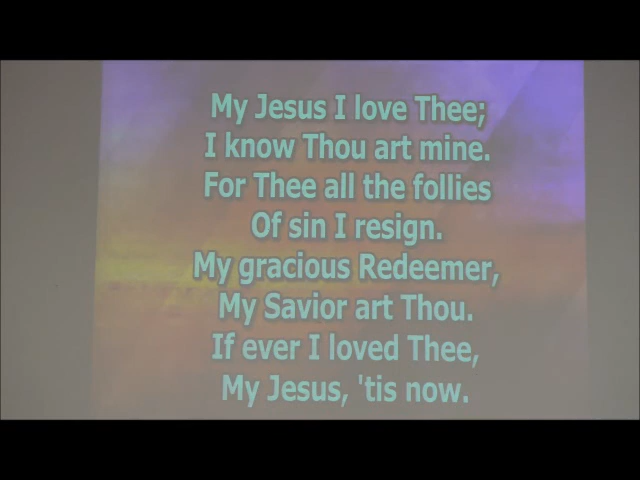 My Jesus I love Thee;
I know Thou art mine.
For Thee all the follies
Of sin I resign.
My gracious Redeemer,
My Savior art Thou.
If ever I loved Thee,
My Jesus, 'tis now.